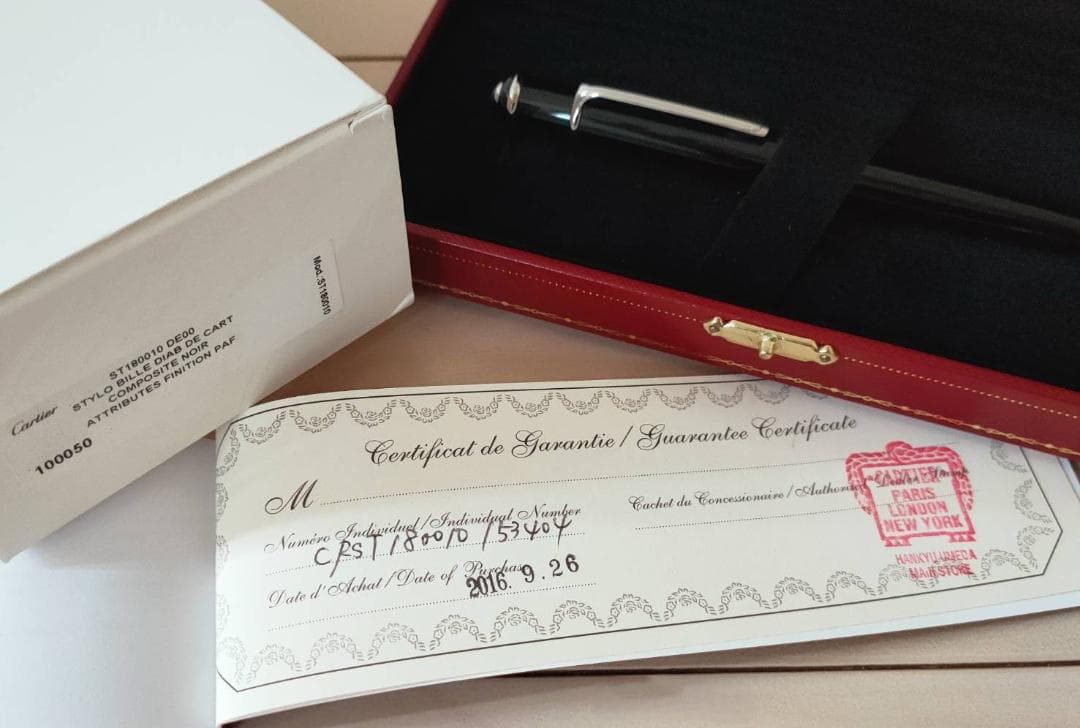 Mod.ST180010
ST180010 DE00
STYLO BILLE DIAB DE CART
COMPOSITE NOIR
ATTRIBUTES FINITION PAF
Cartier
100050
Certificat de Garantie / Guarantee Certificate
M
Numéro Individuel / Individual Number
CRST180010 153404
Date d'Achat / Date of Purchase
2016. 9. 26
Cachet du Concessionaire / Authorised Dealer's Stamp
CARTIER
PARIS
LONDON
NEW YORK
HANKYU-UMEDA
MAIN STORE